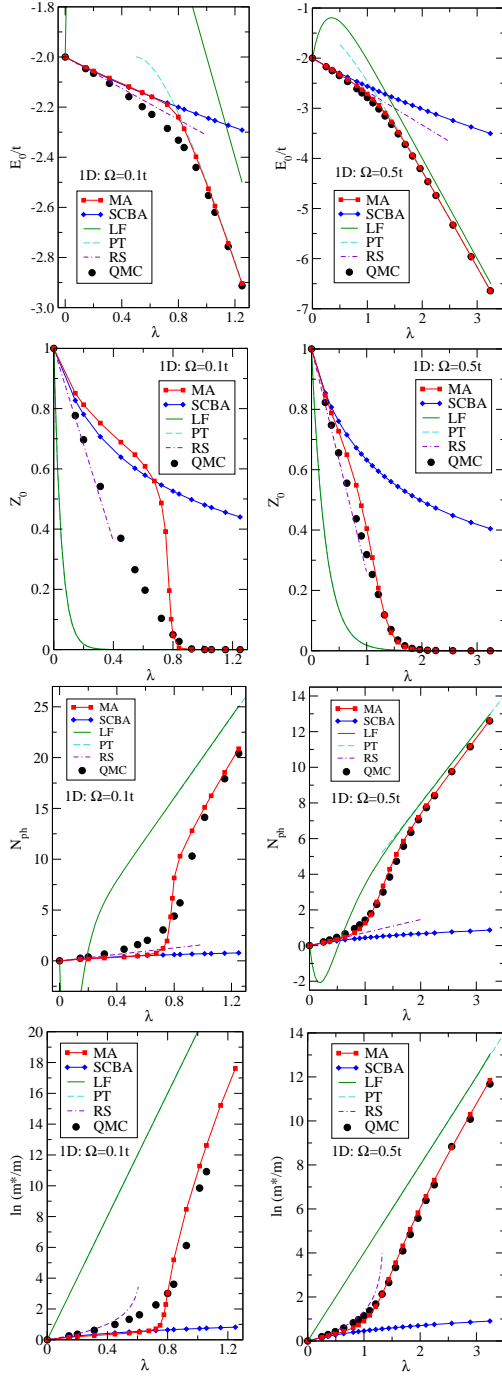 -2.0
-2.2
-2.4
-2.6
-2.8
-3.0
E0/t
0
0.4
0.8
1.2
λ
1D: Ω=0.1t
MA
SCBA
LF
PT
RS
QMC
-1
-2
-3
-4
-5
-6
-7
E0/t
0
1
2
3
λ
1D: Ω=0.5t
MA
SCBA
LF
PT
RS
QMC
1
0.8
0.6
0.4
0.2
0
Z0
0
0.4
0.8
1.2
λ
1D: Ω=0.1t
MA
SCBA
LF
PT
RS
QMC
1
0.8
0.6
0.4
0.2
0
Z0
0
1
2
3
λ
1D: Ω=0.5t
MA
SCBA
LF
PT
RS
QMC
25
20
15
10
5
0
Nph
0
0.4
0.8
1.2
λ
MA
SCBA
LF
PT
RS
QMC
1D: Ω=0.1t
14
12
10
8
6
4
2
0
-2
Nph
0
1
2
3
λ
MA
SCBA
LF
PT
RS
QMC
1D: Ω=0.5t
20
18
16
14
12
10
8
6
4
2
0
ln (m*/m)
0
0.4
0.8
1.2
λ
MA
SCBA
LF
PT
RS
QMC
1D: Ω=0.1t
14
12
10
8
6
4
2
0
ln (m*/m)
0
1
2
3
λ
MA
SCBA
LF
PT
RS
QMC
1D: Ω=0.5t